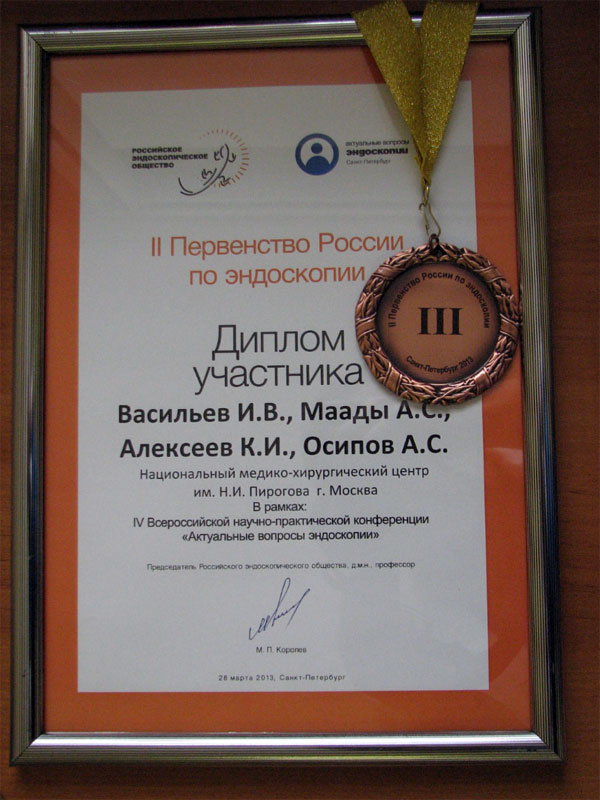 РОССИЙСКОЕ
ЭНДОСКОПИЧЕСКОЕ
ОБЩЕСТВО
актуальные вопросы
эндоскопии
Санкт-Петербург
II Первенство России
по эндоскопии
Диплом
участника
Васильев И.В., Маады А.С.,
Алексеев К.И., Осипов А.С.
Национальный медико-хирургический центр
им. Н.И. Пирогова г. Москва
В рамках:
IV Всероссийской научно-практической конференции
«Актуальные вопросы эндоскопии»
Председатель Российского эндоскопического общества, д.м.н., профессор
М. П. Королев
28 марта 2013, Санкт-Петербург
II Первенство России по эндоскопии
III
Санкт-Петербург 2013